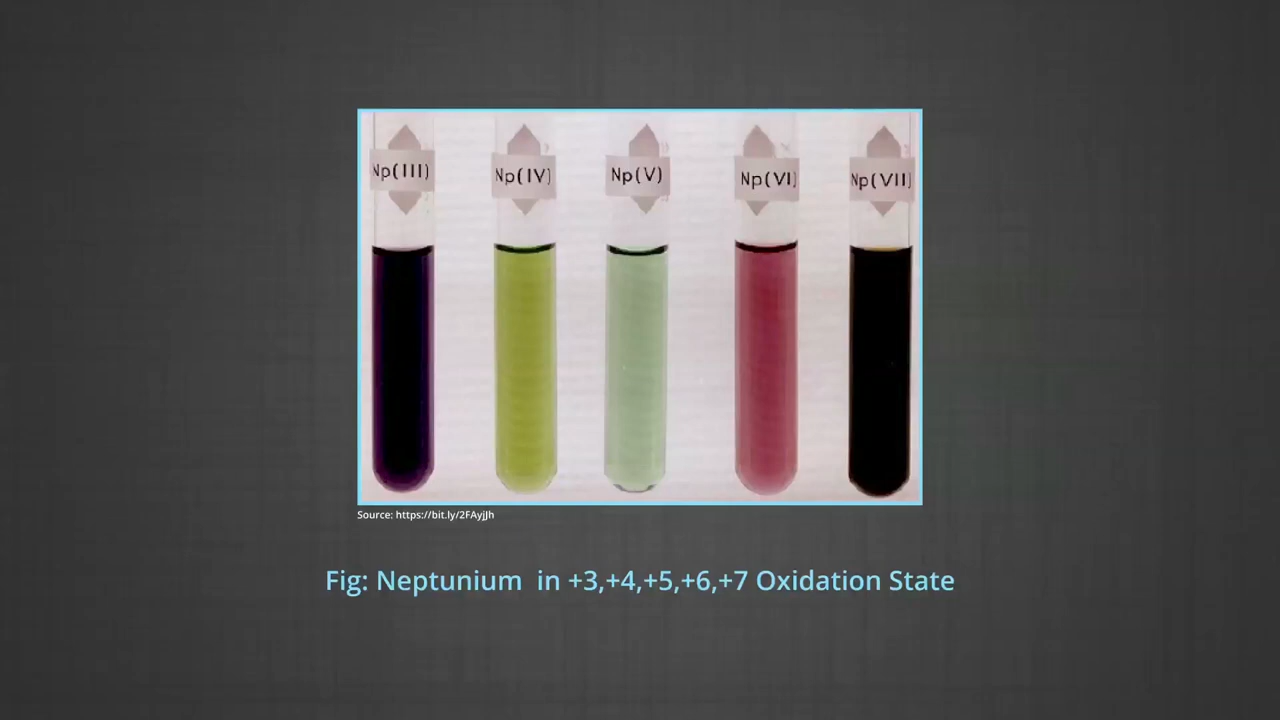 Np(III) Np(IV) Np(V) Np(VI) Np(VII)
Source: https://bit.ly/2FAyjJh
Fig: Neptunium in +3,+4,+5,+6,+7 Oxidation State